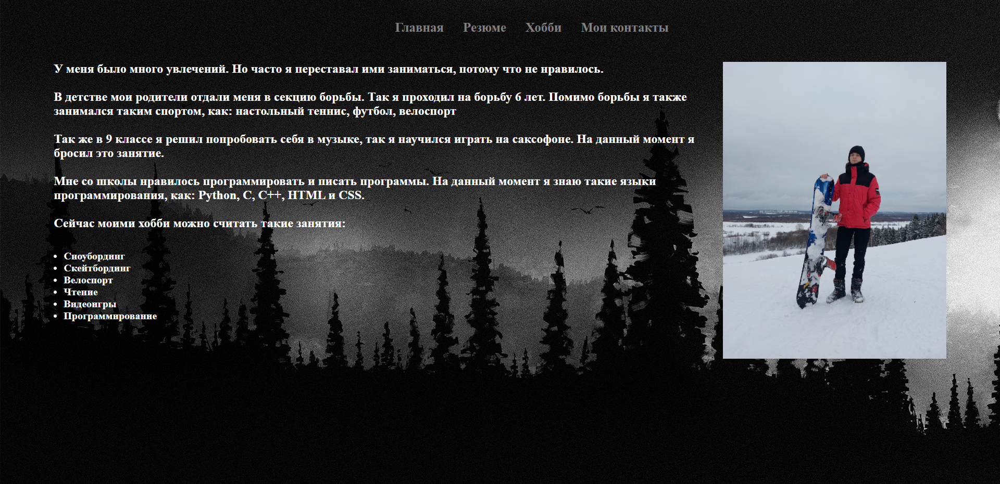 Главная Резюме Хобби Мои контакты
У меня было много увлечений. Но часто я переставал ими заниматься, потому что не нравилось.
В детстве мои родители отдали меня в секцию борьбы. Так я проходил на борьбу 6 лет. Помимо борьбы я также
занимался таким спортом, как: настольный теннис, футбол, велоспорт
Так же в 9 классе я решил попробовать себя в музыке, так я научился играть на саксофоне. На данный момент я
бросил это занятие.
Мне со школы нравилось программировать и писать программы. На данный момент я знаю такие языки
программирования, как: Python, C, C++, HTML и CSS.
Сейчас моими хобби можно считать такие занятия:
• Сноубординг
• Скейтбординг
• Велоспорт
• Чтение
• Видеоигры
• Программирование